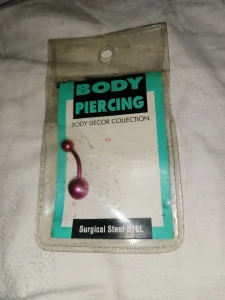 BODY
PIERCING
BODY DECOR COLLECTION
Surgical Steel 316L